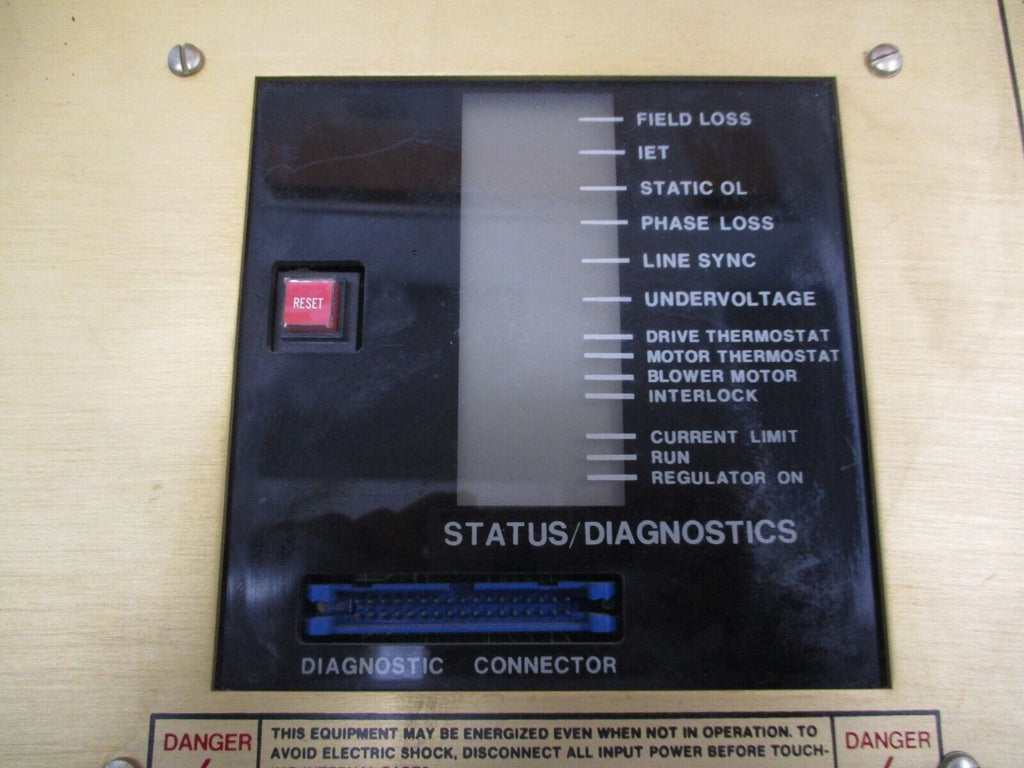 FIELD LOSS
IET
STATIC OL
PHASE LOSS
LINE SYNC
UNDERVOLTAGE
RESET
DRIVE THERMOSTAT
MOTOR THERMOSTAT
BLOWER MOTOR
INTERLOCK
CURRENT LIMIT
RUN
REGULATOR ON
STATUS/DIAGNOSTICS
DIAGNOSTIC CONNECTOR
DANGER
THIS EQUIPMENT MAY BE ENERGIZED EVEN WHEN NOT IN OPERATION. TO
AVOID ELECTRIC SHOCK, DISCONNECT ALL INPUT POWER BEFORE TOUCH-
DANGER